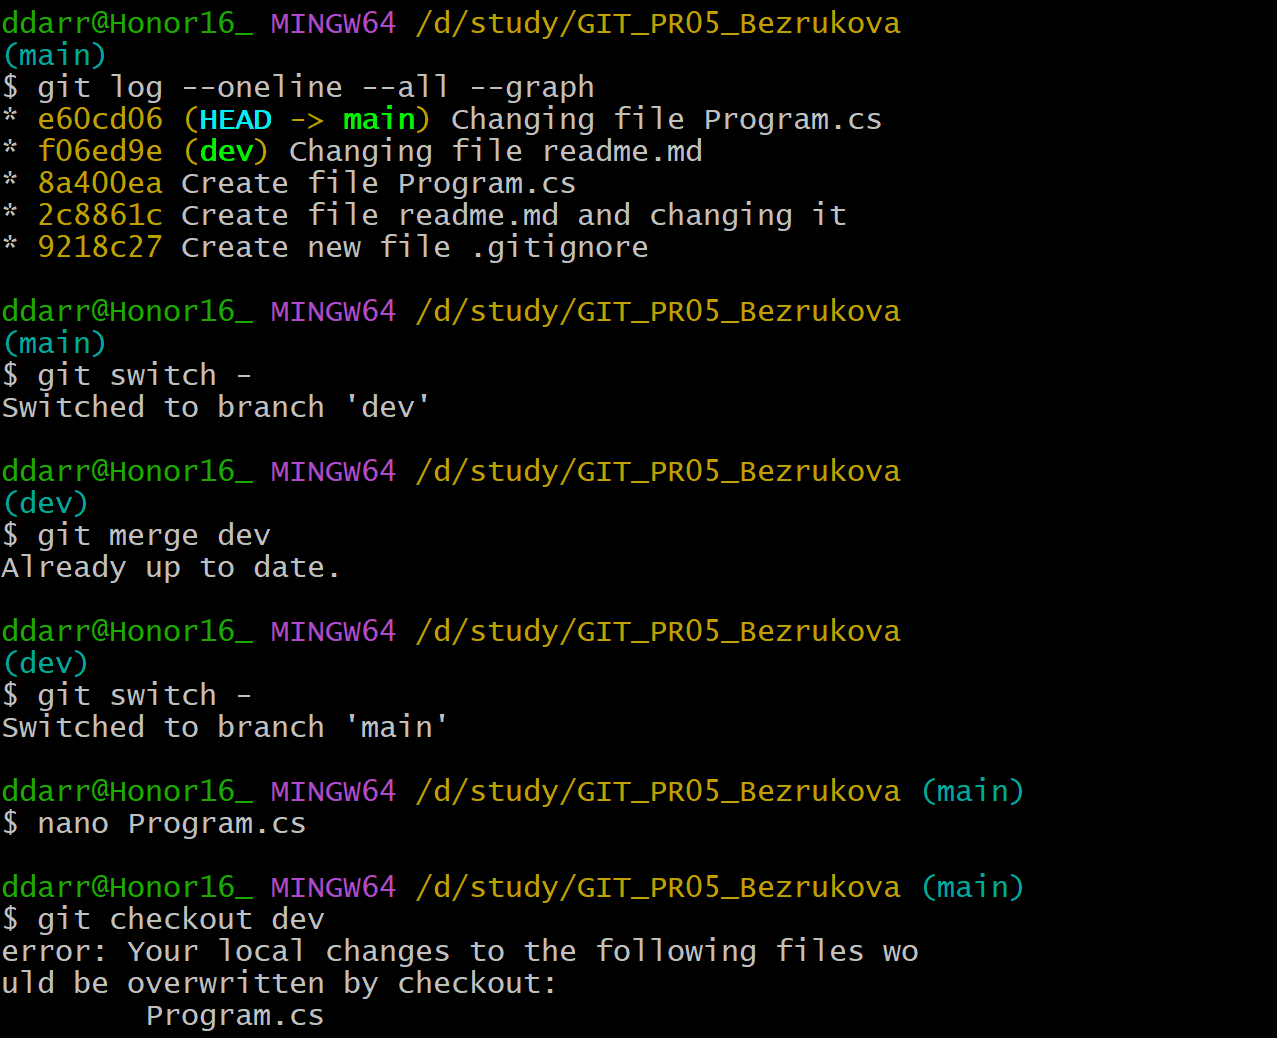 ddarr@Honor16_ MINGW64 /d/study/GIT_PR05_Bezrukova
(main)
$ git log --oneline --all --graph
* e60cd06 (HEAD -> main) Changing file Program.cs
* f06ed9e (dev) Changing file readme.md
* 8a400ea Create file Program.cs
* 2c8861c Create file readme.md and changing it
* 9218c27 Create new file .gitignore
ddarr@Honor16_ MINGW64 /d/study/GIT_PR05_Bezrukova
(main)
$ git switch -
Switched to branch 'dev'
ddarr@Honor16_ MINGW64 /d/study/GIT_PR05_Bezrukova
(dev)
$ git merge dev
Already up to date.
ddarr@Honor16_ MINGW64 /d/study/GIT_PR05_Bezrukova
(dev)
$ git switch -
Switched to branch 'main'
ddarr@Honor16_ MINGW64 /d/study/GIT_PR05_Bezrukova (main)
$ nano Program.cs
ddarr@Honor16_ MINGW64 /d/study/GIT_PR05_Bezrukova (main)
$ git checkout dev
error: Your local changes to the following files wo
uld be overwritten by checkout:
Program.cs